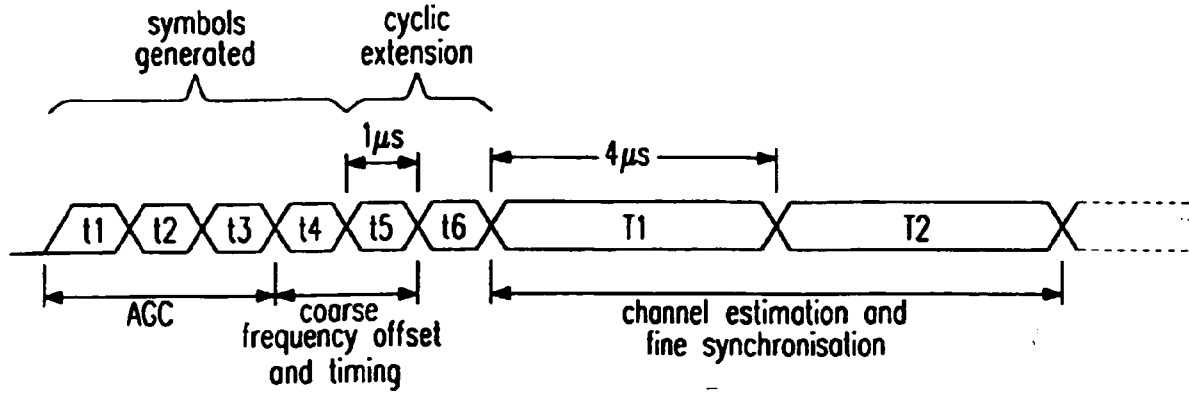 symbols
generated
cyclic
extension
1µs
4µs
t1 t2 t3 t4 t5 t6 T1 T2
AGC
coarse
frequency offset
and timing
channel estimation and
fine synchronisation